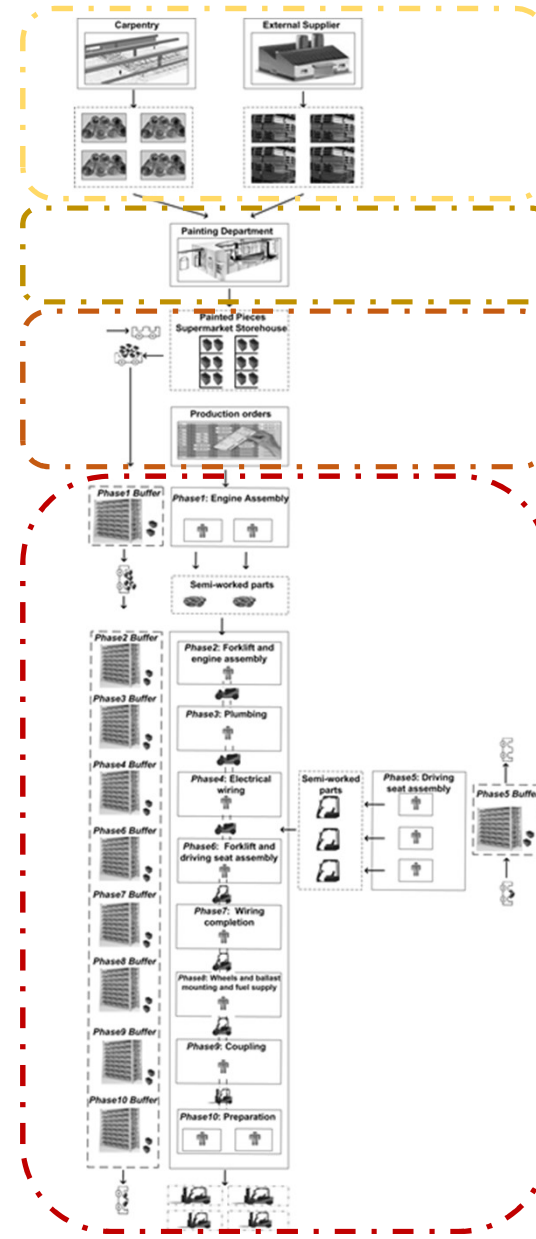 Carpentry
External Supplier
Painting Department
Painted Pieces
Supermarket Storehouse
Production orders
Phase1 Buffer
Phase1: Engine Assembly
Semi-worked parts
Phase2 Buffer
Phase2: Forklift and
engine assembly
Phase3 Buffer
Phase3: Plumbing
Phase4 Buffer
Phase4: Electrical
wiring
Semi-worked
parts
Phase5: Driving
seat assembly
Phase5 Buffer
Phase6 Buffer
Phase6: Forklift and
driving seat assembly
Phase7 Buffer
Phase7: Wiring
completion
Phase8 Buffer
Phase8: Wheels and ballast
mounting and fuel supply
Phase9 Buffer
Phase9: Coupling
Phase10 Buffer
Phase10: Preparation